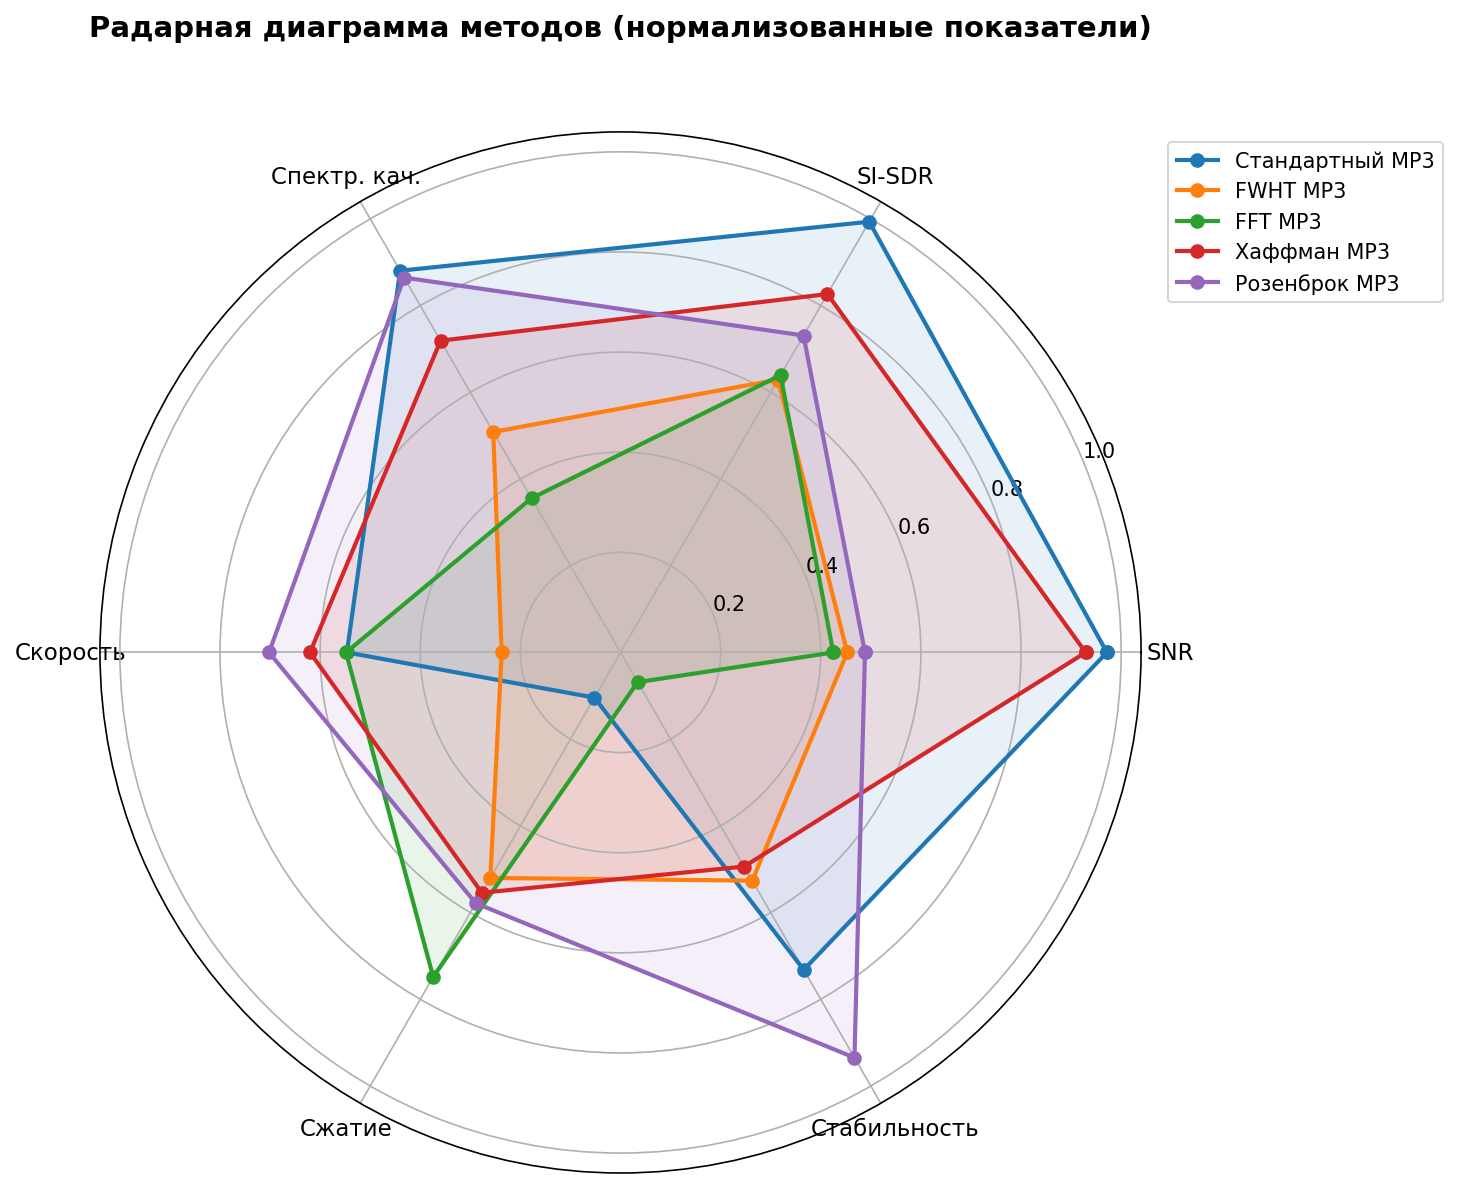 Радарная диаграмма методов (нормализованные показатели)
Стандартный MP3
FWHT MP3
FFT MP3
Хаффман MP3
Розенброк MP3
Спектр. кач.
SI-SDR
1.0
0.8
0.6
0.4
0.2
Скорость
SNR
Сжатие
Стабильность